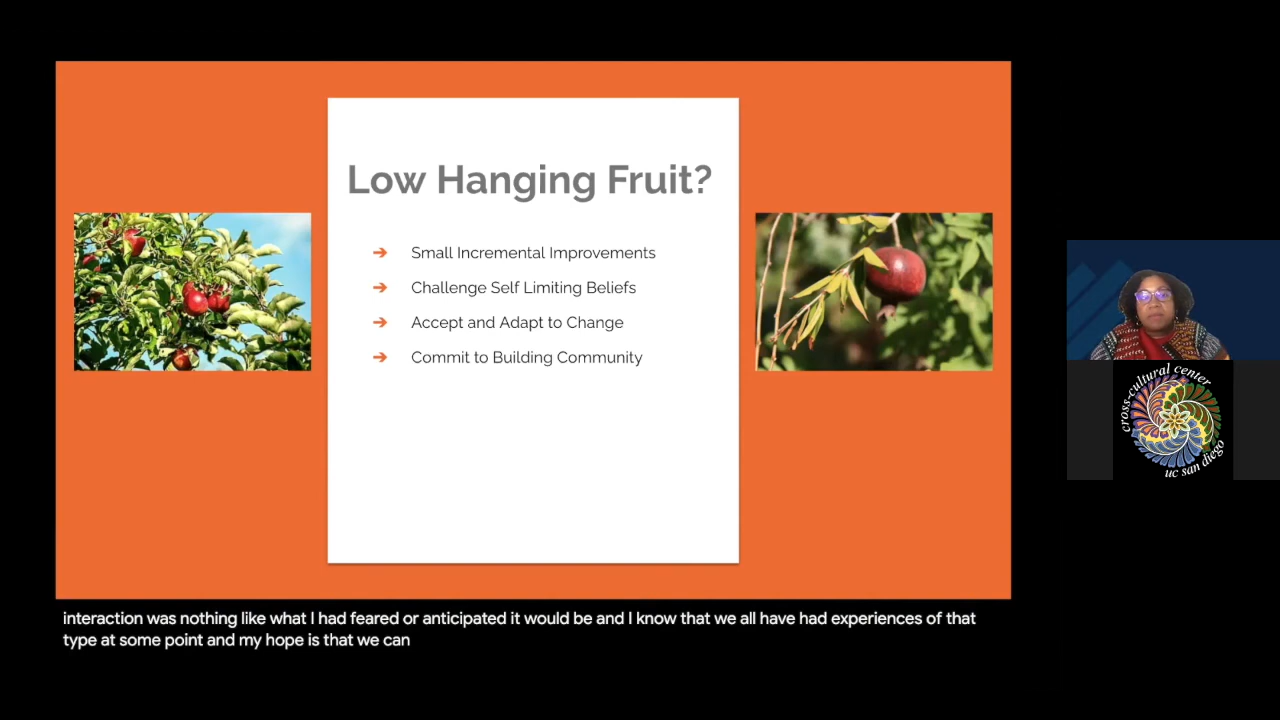 Low Hanging Fruit?
➔ Small Incremental Improvements
➔ Challenge Self Limiting Beliefs
➔ Accept and Adapt to Change
➔ Commit to Building Community
cross-cultural center
uc san diego
interaction was nothing like what I had feared or anticipated it would be and I know that we all have had experiences of that
type at some point and my hope is that we can